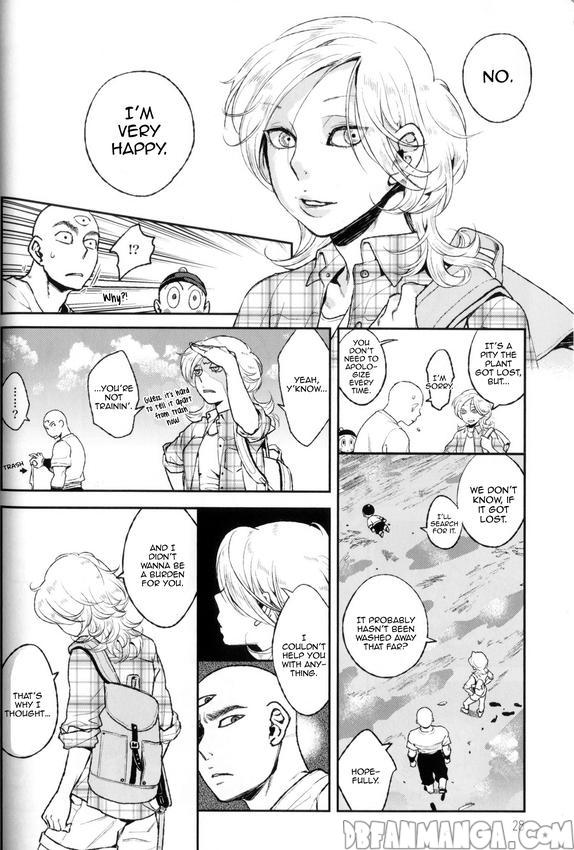 NO.
I'M
VERY
HAPPY.
!?
Why?!
IT'S A
PITY
THE
PLANT
GOT LOST,
BUT...
I'M
SORRY.
YOU
DON'T
NEED TO
APOLO-
GIZE
EVERY
TIME.
WE DON'T
KNOW, IF
IT GOT
LOST.
I'LL
SEARCH
FOR IT.
IT PROBABLY
HASN'T BEEN
WASHED AWAY
THAT FAR?
HOPE-
FULLY.
YEAH,
Y'KNOW...
Guess, it's hard
to tell it apart
from trash
now
...YOU'RE
NOT
TRAININ'.
......?
TRASH
I
COULDN'T
HELP YOU
WITH ANY-
THING.
AND I
DIDN'T
WANNA
BE A BURDEN
FOR YOU.
THAT'S
WHY I
THOUGHT...
28
DBFANMANGA.COM